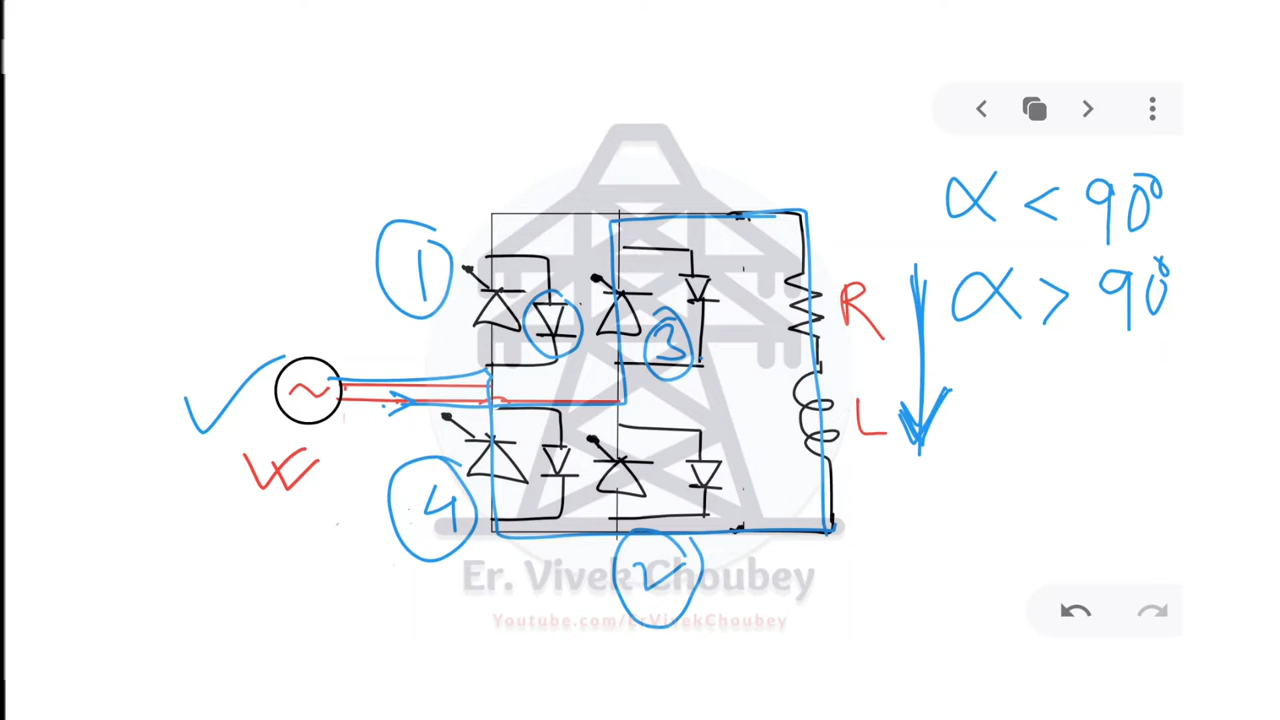 α < 90°
α > 90°
1
3
R
L
4
2
Er. Vivek Choubey
Youtube.com/ErVivekChoubey